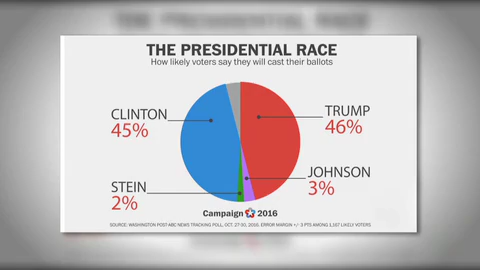 THE PRESIDENTIAL RACE
How likely voters say they will cast their ballots
CLINTON
45%
TRUMP
46%
JOHNSON
3%
STEIN
2%
Campaign 2016
SOURCE: WASHINGTON POST-ABC NEWS TRACKING POLL, OCT. 27-30, 2016. ERROR MARGIN +/- 3 PTS AMONG 1,167 LIKELY VOTERS